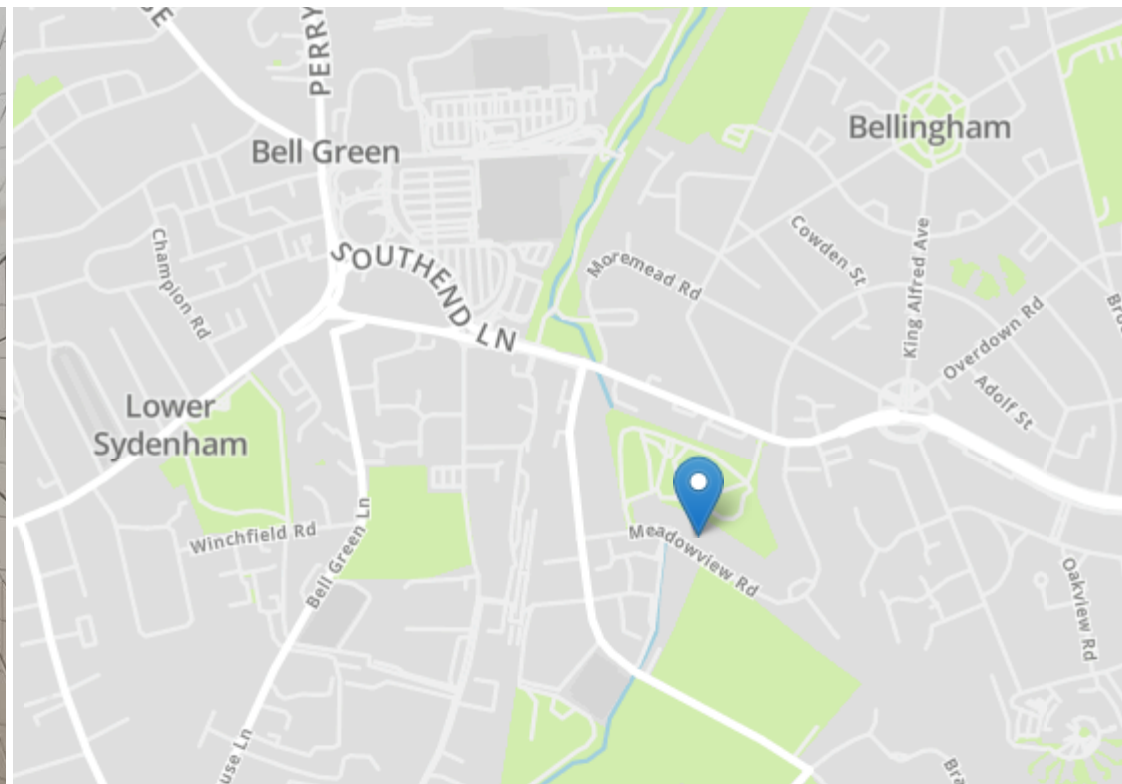 PERRY
Bell Green
Bellingham
Champion Rd
SOUTHEND LN
Moremead Rd
Cowden St
King Alfred Ave
Overdown Rd
Adolf St
Lower
Sydenham
Winchfield Rd
Bell Green Ln
Meadowview Rd
Oakview Rd